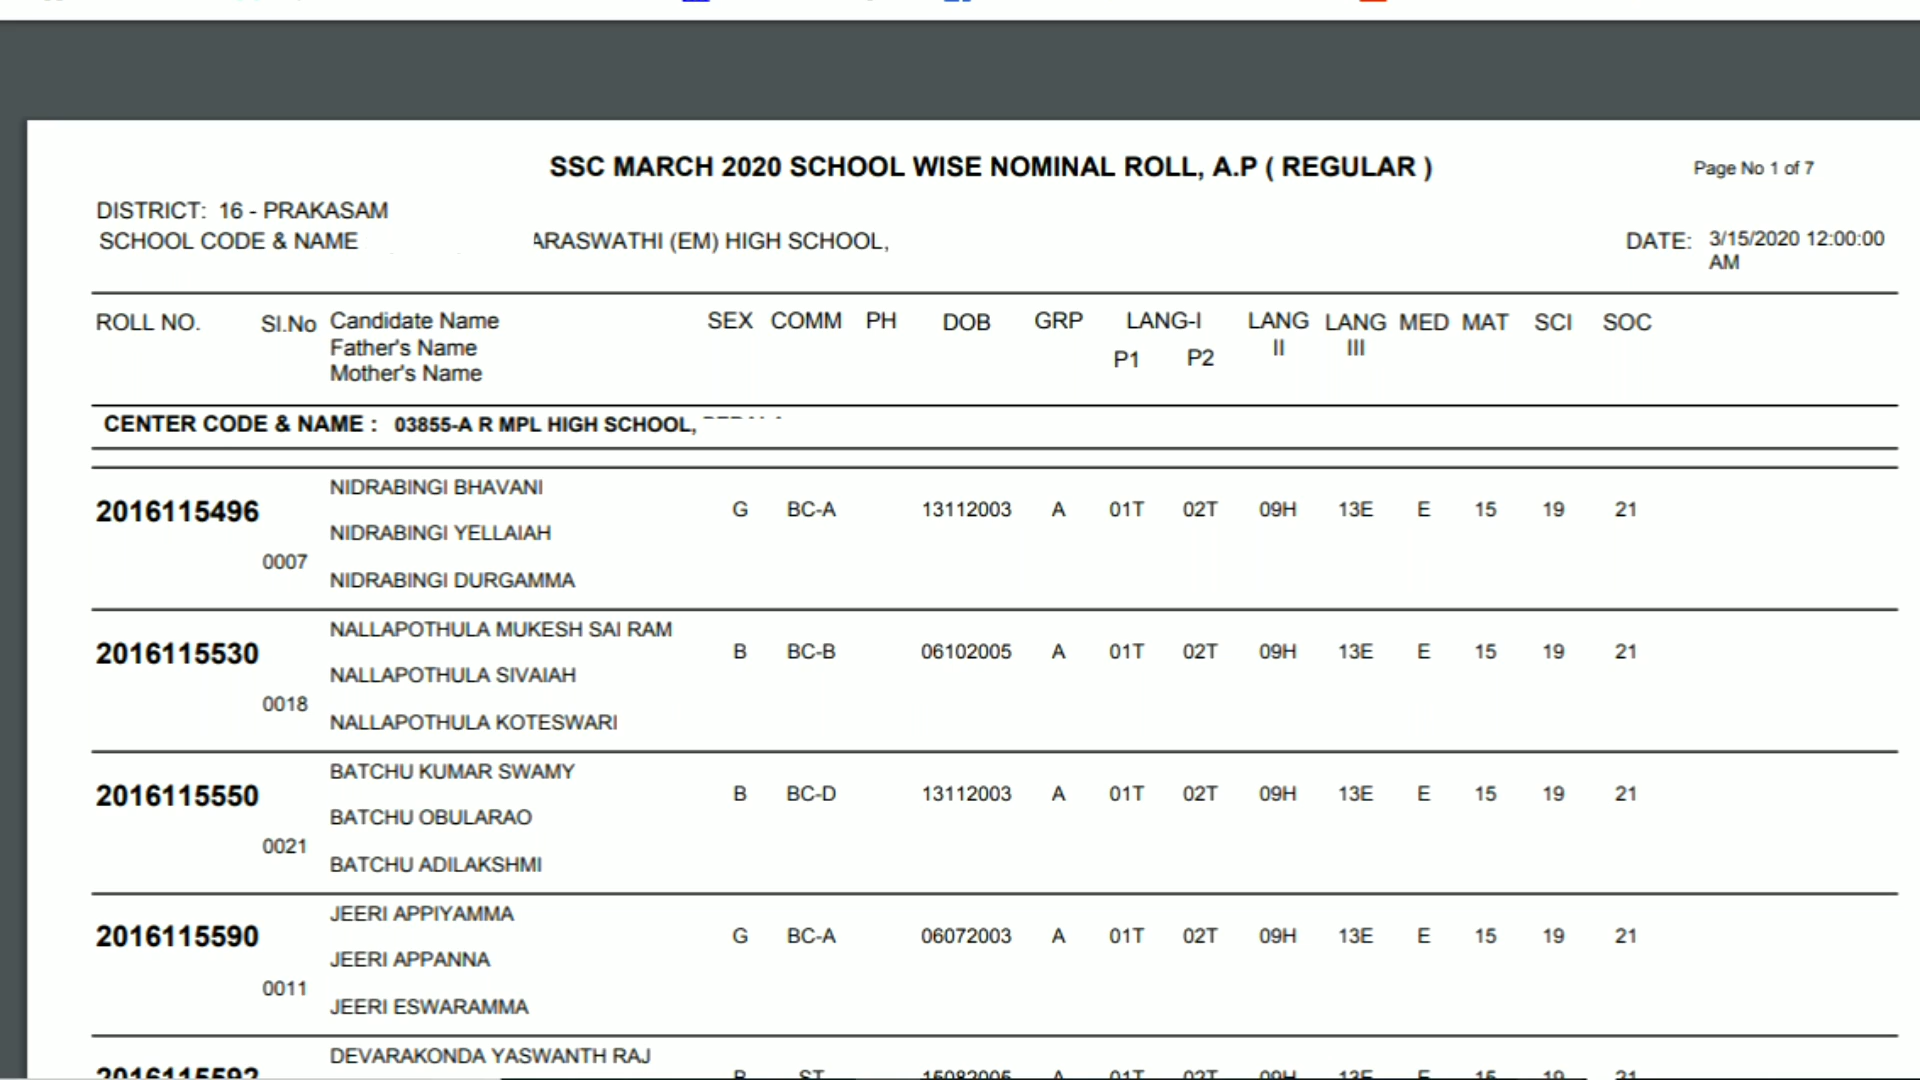 SSC MARCH 2020 SCHOOL WISE NOMINAL ROLL, A.P ( REGULAR ) Page No 1 of 7
DISTRICT: 16 - PRAKASAM
SCHOOL CODE & NAME ARASWATHI (EM) HIGH SCHOOL, DATE: 3/15/2020 12:00:00
AM
ROLL NO. Sl.No Candidate Name SEX COMM PH DOB GRP LANG-I LANG LANG MED MAT SCI SOC
Father's Name P1 P2 II III
Mother's Name
CENTER CODE & NAME : 03855-A R MPL HIGH SCHOOL,
NIDRABINGI BHAVANI
2016115496 G BC-A 13112003 A 01T 02T 09H 13E E 15 19 21
NIDRABINGI YELLAIAH
0007
NIDRABINGI DURGAMMA
NALLAPOTHULA MUKESH SAI RAM
2016115530 B BC-B 06102005 A 01T 02T 09H 13E E 15 19 21
NALLAPOTHULA SIVAIAH
0018
NALLAPOTHULA KOTESWARI
BATCHU KUMAR SWAMY
2016115550 B BC-D 13112003 A 01T 02T 09H 13E E 15 19 21
BATCHU OBULARAO
0021
BATCHU ADILAKSHMI
JEERI APPIYAMMA
2016115590 G BC-A 06072003 A 01T 02T 09H 13E E 15 19 21
JEERI APPANNA
0011
JEERI ESWARAMMA
DEVARAKONDA YASWANTH RAJ